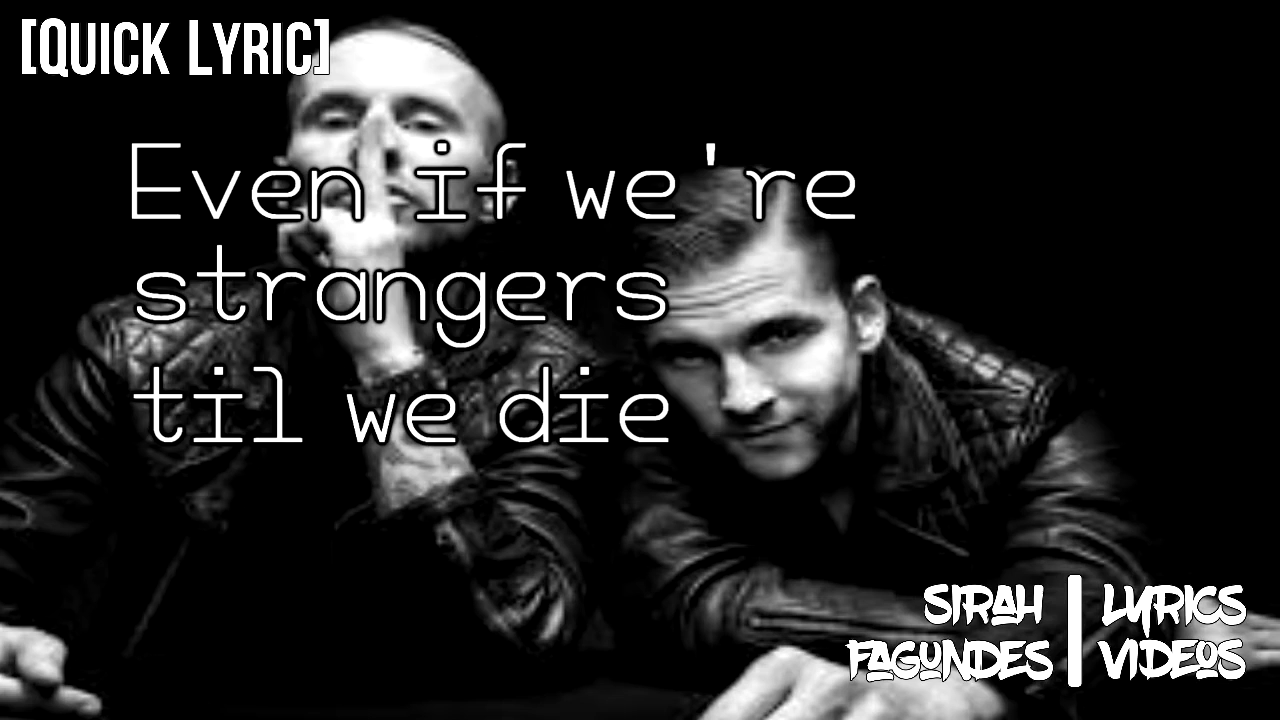 [QUICK LYRIC]
Even if we're
strangers
til we die
SIRAH FAGUNDES | LYRICS VIDEOS